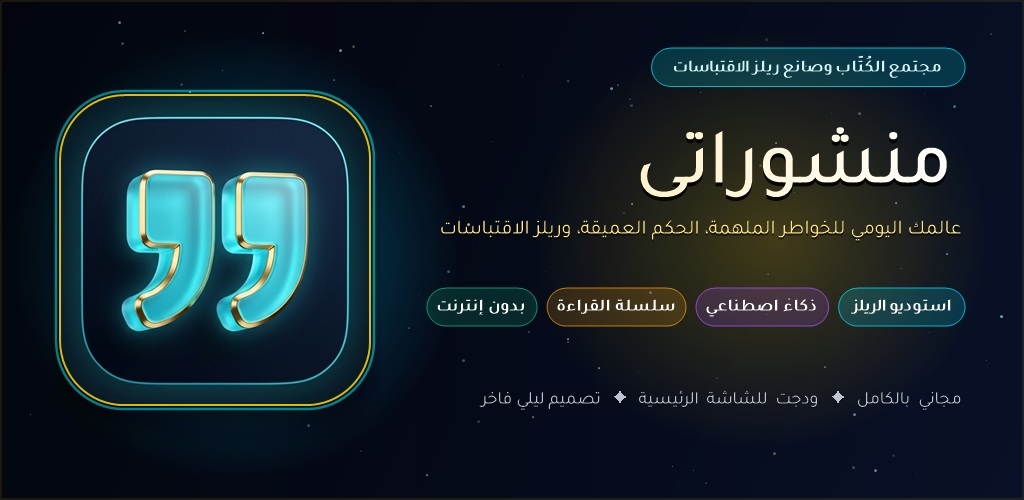 مجتمع الكُتّاب وصانع ريلز الاقتباسات
منشوراتى
عالمك اليومي للخواطر الملهمة، الحكم العميقة، وريلز الاقتباسات
استوديو الريلز
ذكاء اصطناعي
سلسلة القراءة
بدون إنترنت
مجاني بالكامل ✦ ودجت للشاشة الرئيسية ✦ تصميم ليلي فاخر